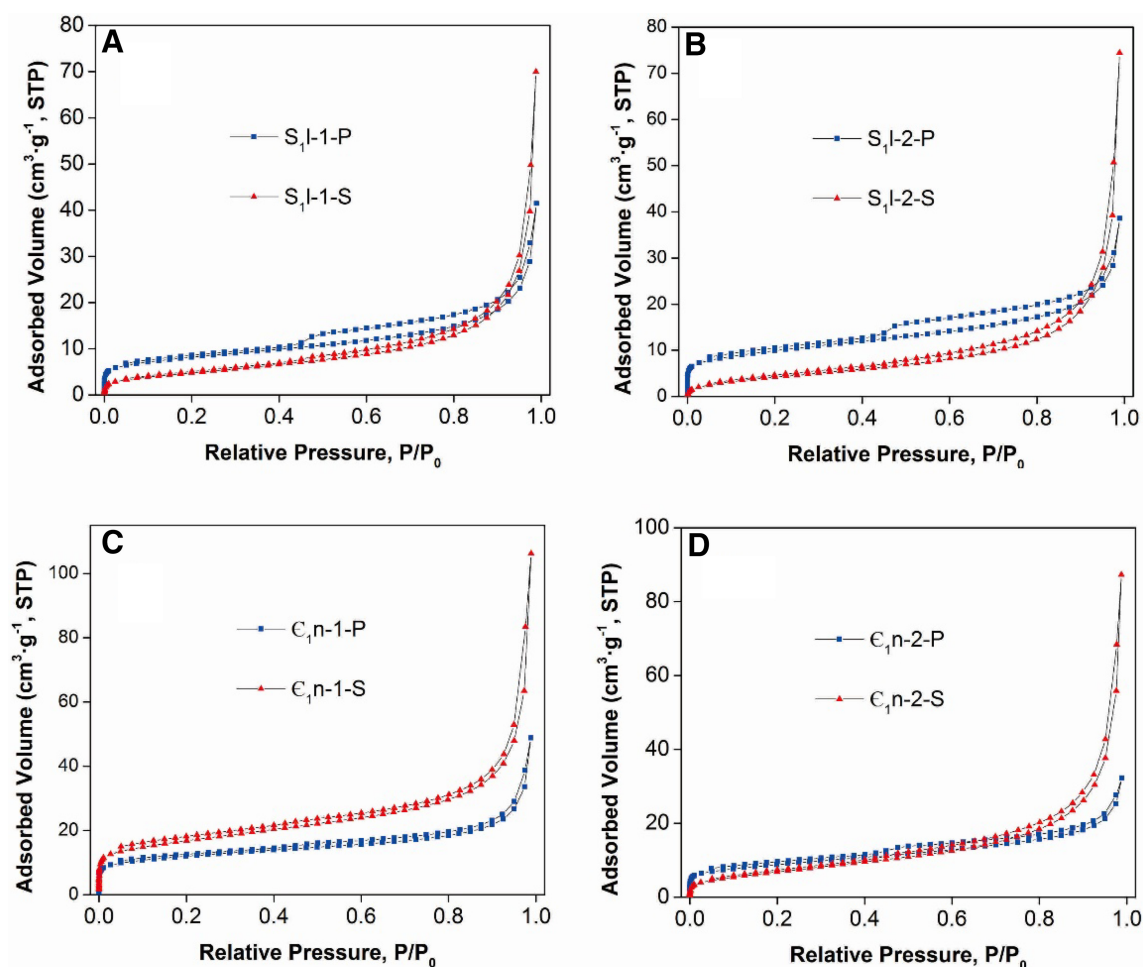 A
Adsorbed Volume (cm³·g⁻¹, STP)
80
70
60
50
40
30
20
10
0
S₁l-1-P
S₁l-1-S
0.0 0.2 0.4 0.6 0.8 1.0
Relative Pressure, P/P₀
B
Adsorbed Volume (cm³·g⁻¹, STP)
80
70
60
50
40
30
20
10
0
S₁l-2-P
S₁l-2-S
0.0 0.2 0.4 0.6 0.8 1.0
Relative Pressure, P/P₀
C
Adsorbed Volume (cm³·g⁻¹, STP)
100
80
60
40
20
0
Є₁n-1-P
Є₁n-1-S
0.0 0.2 0.4 0.6 0.8 1.0
Relative Pressure, P/P₀
D
Adsorbed Volume (cm³·g⁻¹, STP)
100
80
60
40
20
0
Є₁n-2-P
Є₁n-2-S
0.0 0.2 0.4 0.6 0.8 1.0
Relative Pressure, P/P₀